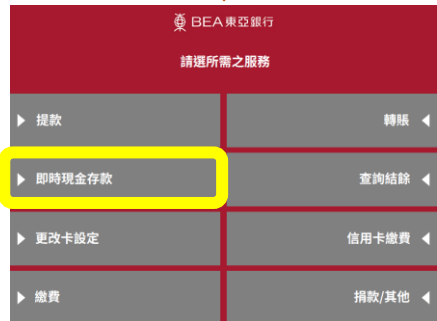 BEA東亞銀行
請選所需之服務
提款
轉賬
即時現金存款
查詢結餘
更改卡設定
信用卡繳費
繳費
捐款/其他